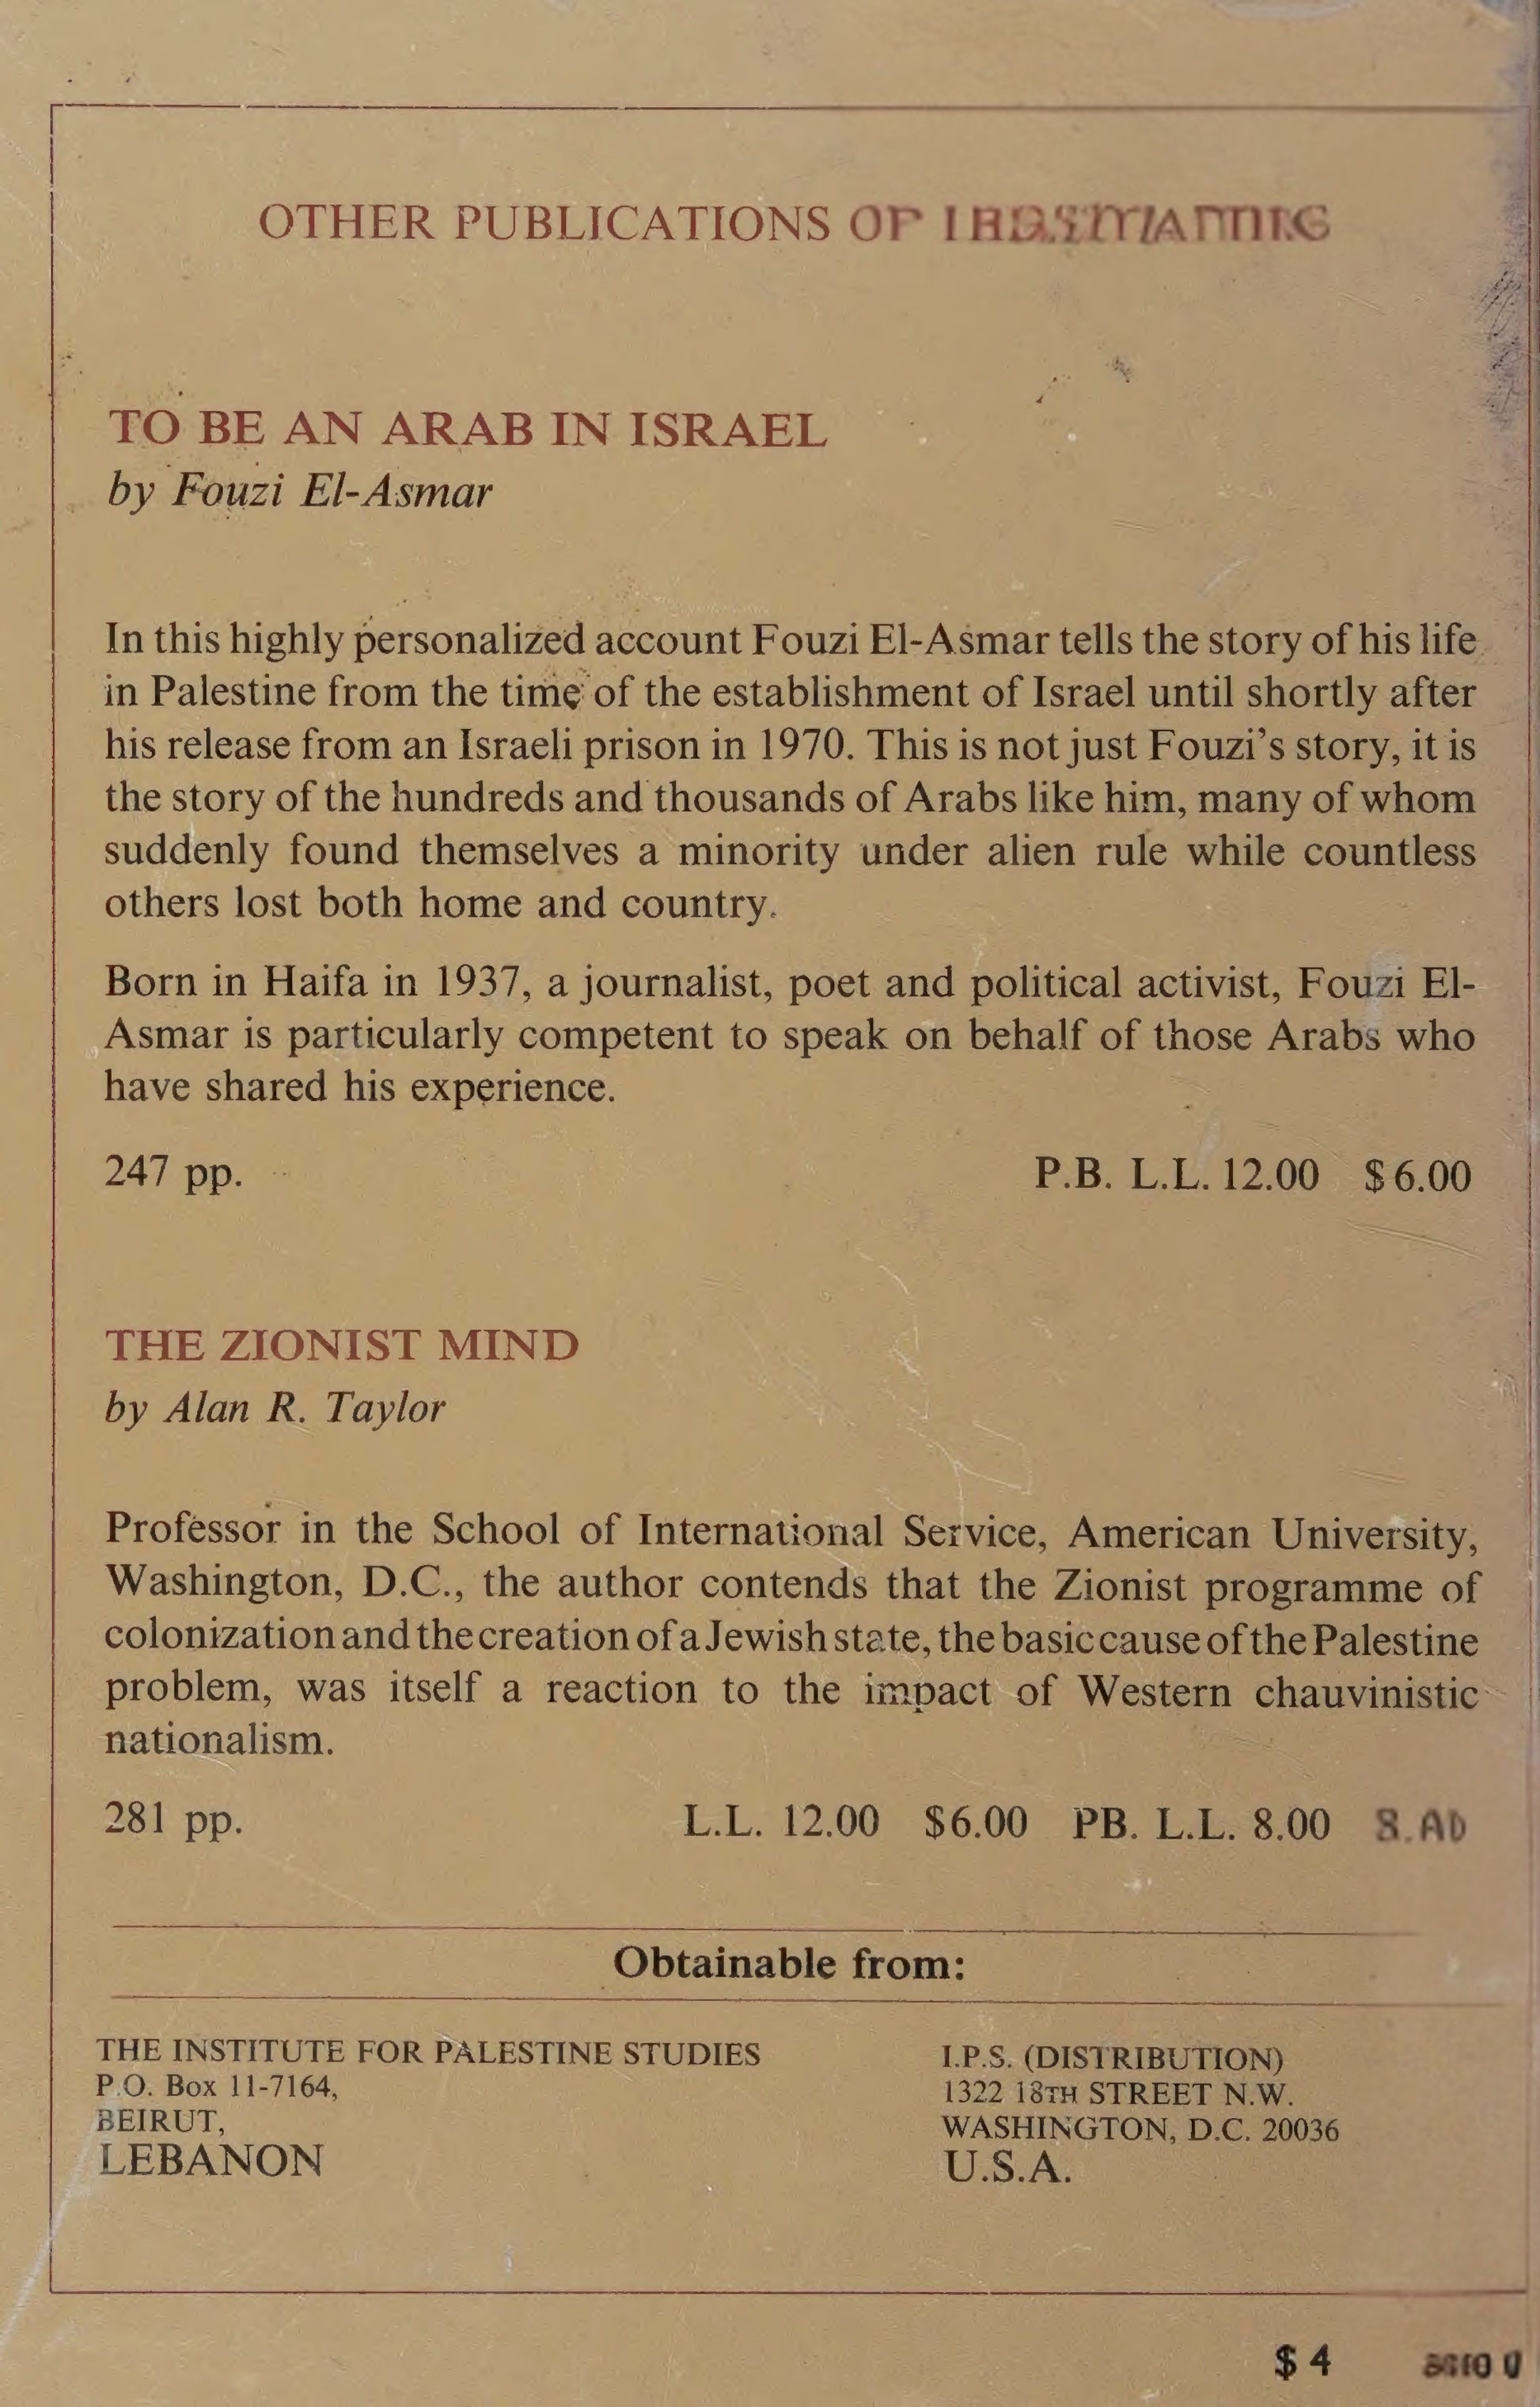 OTHER PUBLICATIONS OF
TO BE AN ARAB IN ISRAEL
by Fouzi El-Asmar
In this highly personalized account Fouzi El-Asmar tells the story of his life
in Palestine from the time of the establishment of Israel until shortly after
his release from an Israeli prison in 1970. This is not just Fouzi's story, it is
the story of the hundreds and thousands of Arabs like him, many of whom
suddenly found themselves a minority under alien rule while countless
others lost both home and country.
Born in Haifa in 1937, a journalist, poet and political activist, Fouzi El-
Asmar is particularly competent to speak on behalf of those Arabs who
have shared his experience.
247 pp. P.B. L.L. 12.00 $6.00
THE ZIONIST MIND
by Alan R. Taylor
Professor in the School of International Service, American University,
Washington, D.C., the author contends that the Zionist programme of
colonization and the creation of a Jewish state, the basic cause of the Palestine
problem, was itself a reaction to the impact of Western chauvinistic
nationalism.
281 pp. L.L. 12.00 $6.00 PB. L.L. 8.00
Obtainable from:
THE INSTITUTE FOR PALESTINE STUDIES
P.O. Box 11-7164,
BEIRUT,
LEBANON
I.P.S. (DISTRIBUTION)
1322 18TH STREET N.W.
WASHINGTON, D.C. 20036
U.S.A.
$4